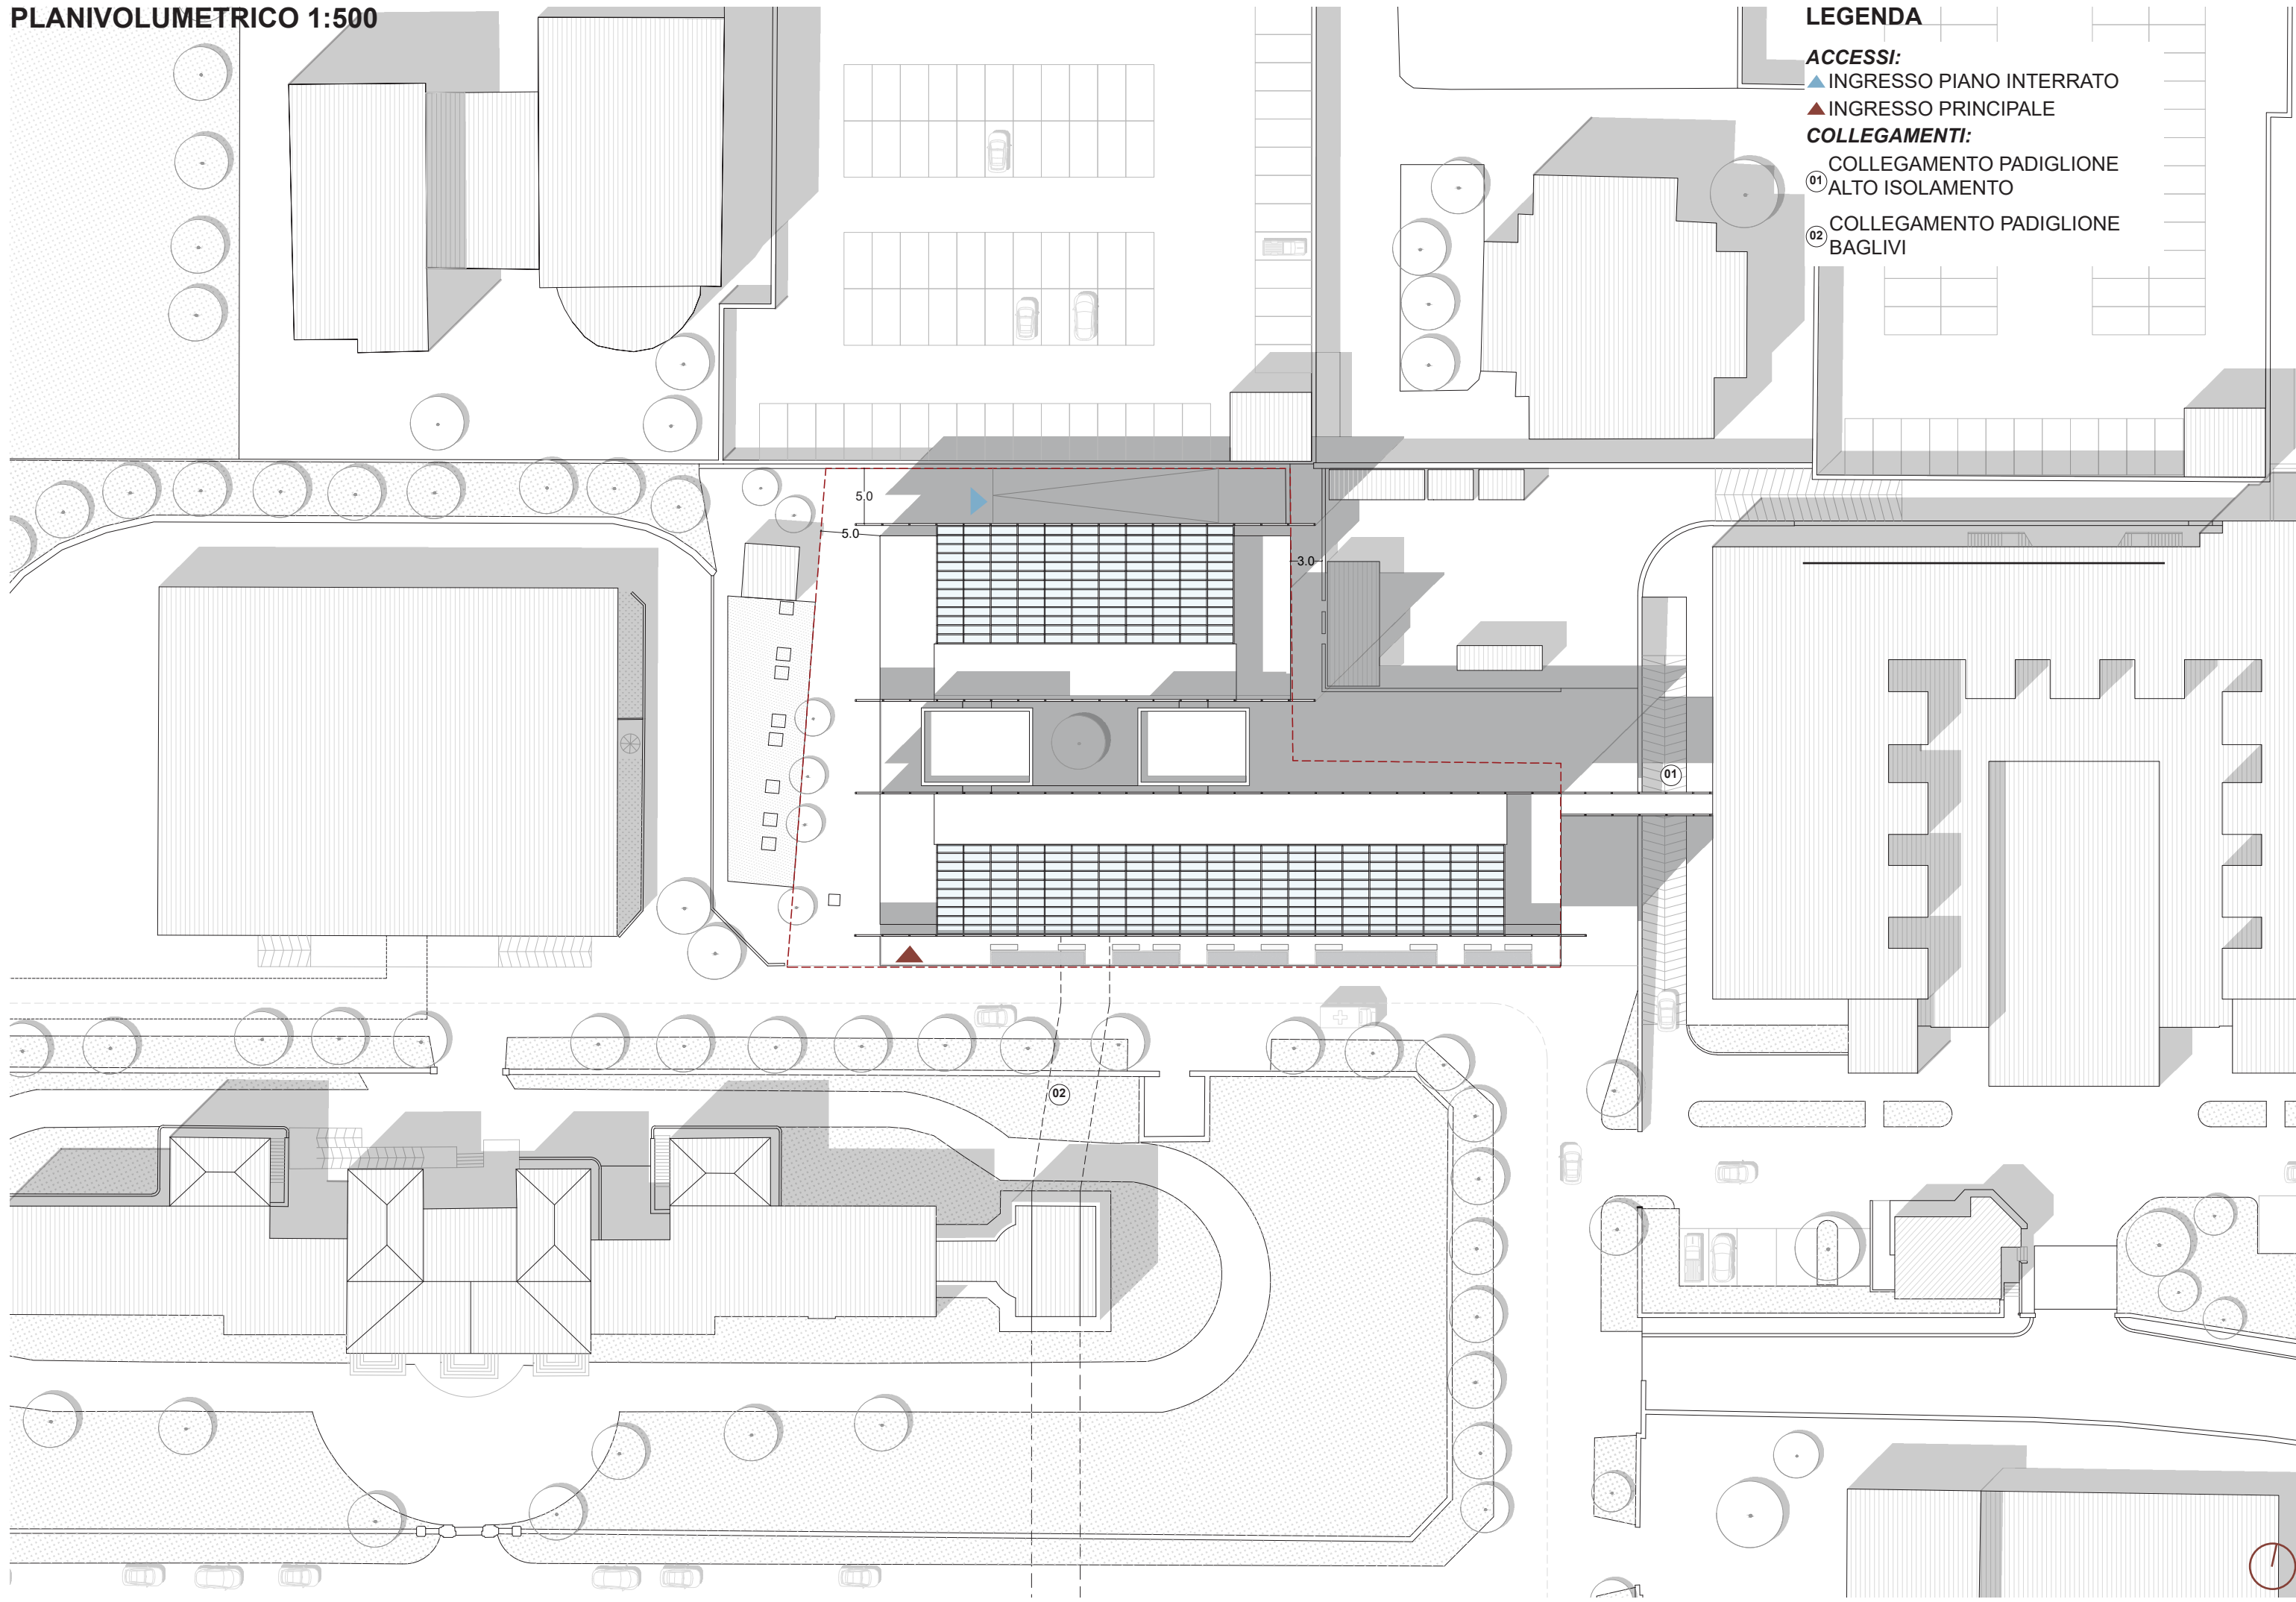 PLANIVOLUMETRICO 1:500
LEGENDA
ACCESSI:
INGRESSO PIANO INTERRATO
INGRESSO PRINCIPALE
COLLEGAMENTI:
01 COLLEGAMENTO PADIGLIONE
ALTO ISOLAMENTO
02 COLLEGAMENTO PADIGLIONE
BAGLIVI
5.0
5.0
3.0
01
02